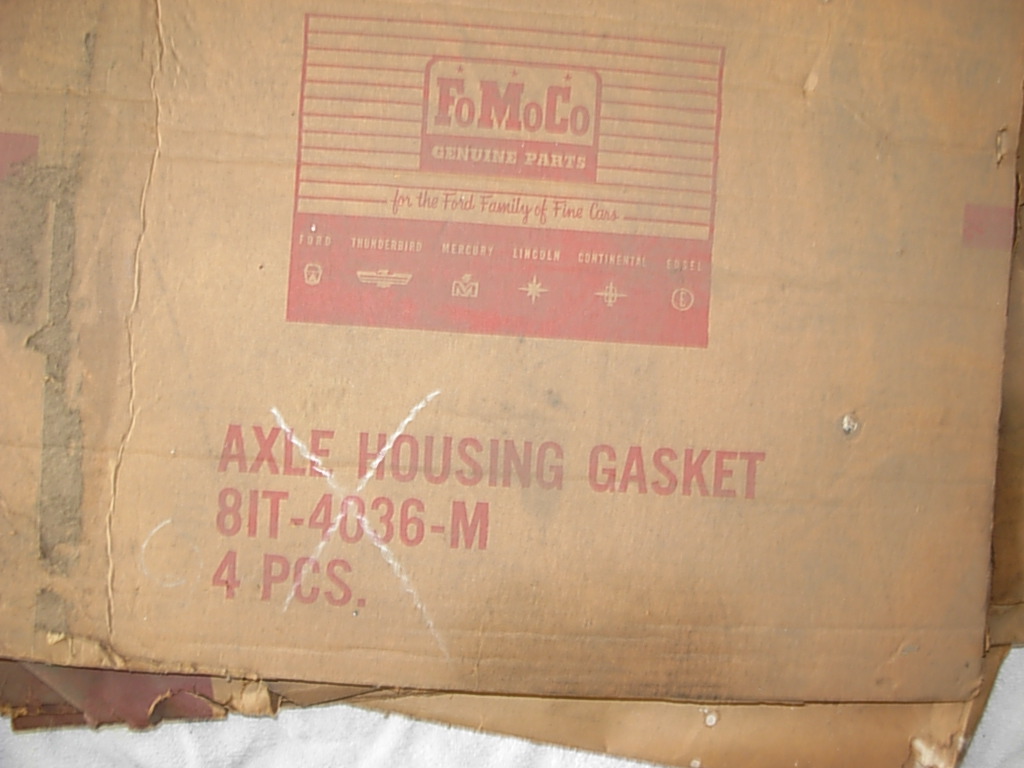 FoMoCo
GENUINE PARTS
for the Ford Family of Fine Cars
FORD THUNDERBIRD MERCURY LINCOLN CONTINENTAL EDSEL
E
AXLE HOUSING GASKET
8IT-4036-M
4 PCS.